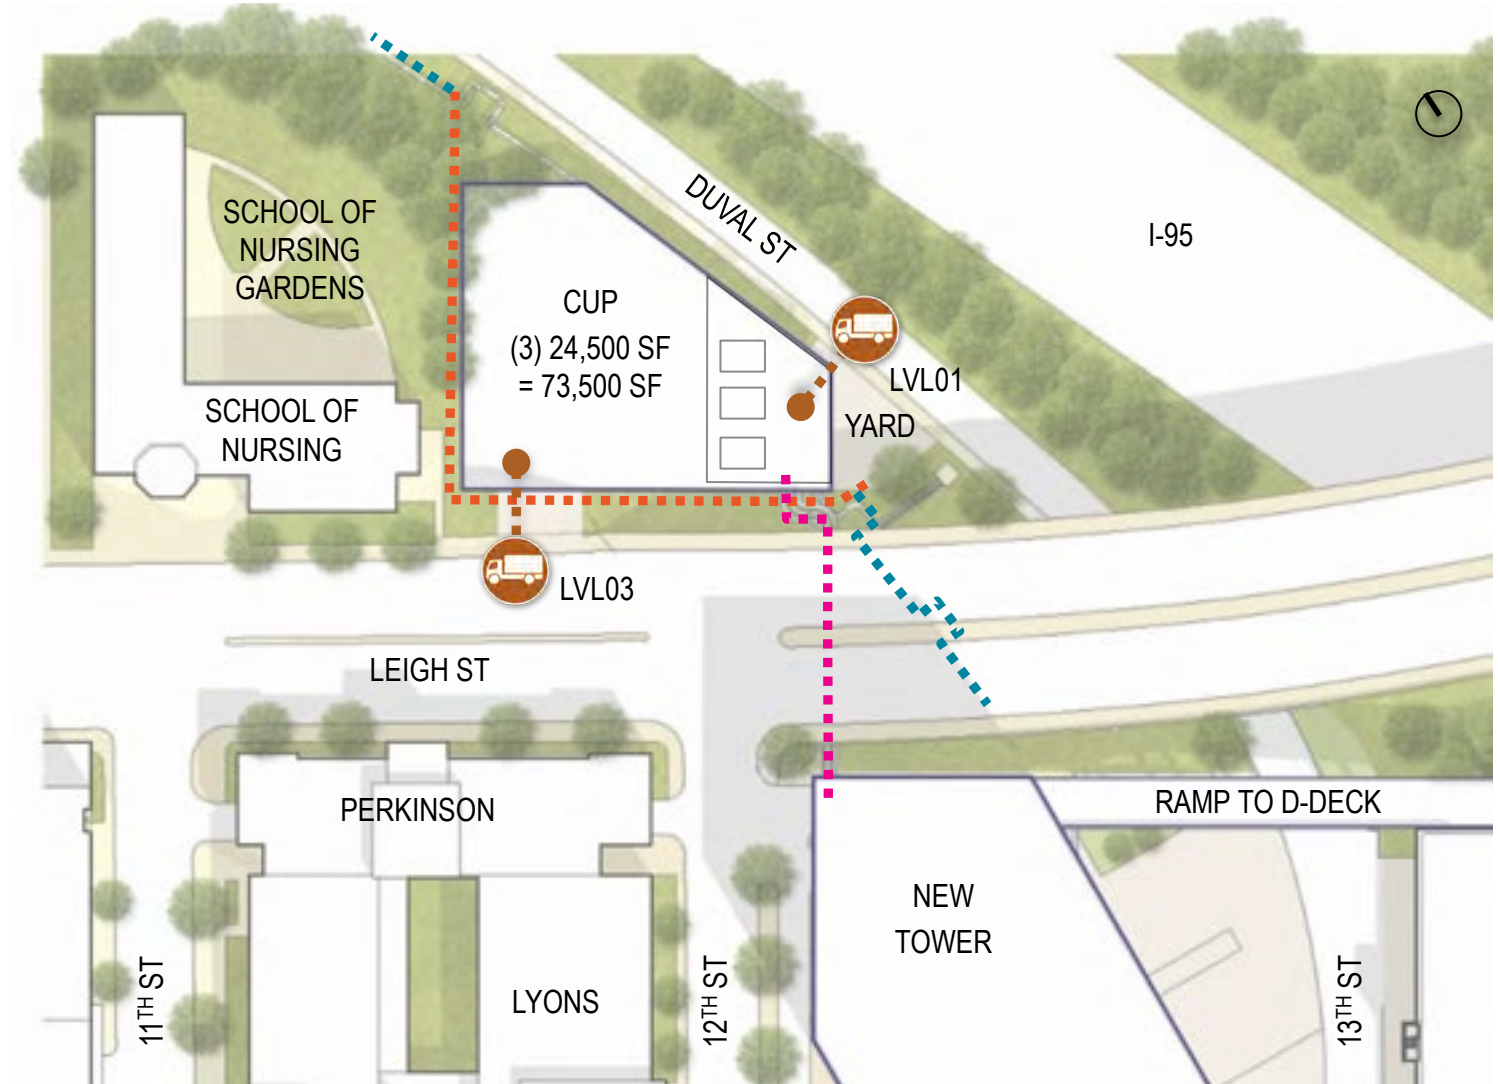 SCHOOL OF
NURSING
GARDENS
DUVAL ST
I-95
CUP
(3) 24,500 SF
= 73,500 SF
LVL01
YARD
SCHOOL OF
NURSING
LVL03
LEIGH ST
PERKINSON
RAMP TO D-DECK
NEW
TOWER
LYONS
11TH ST
12TH ST
13TH ST